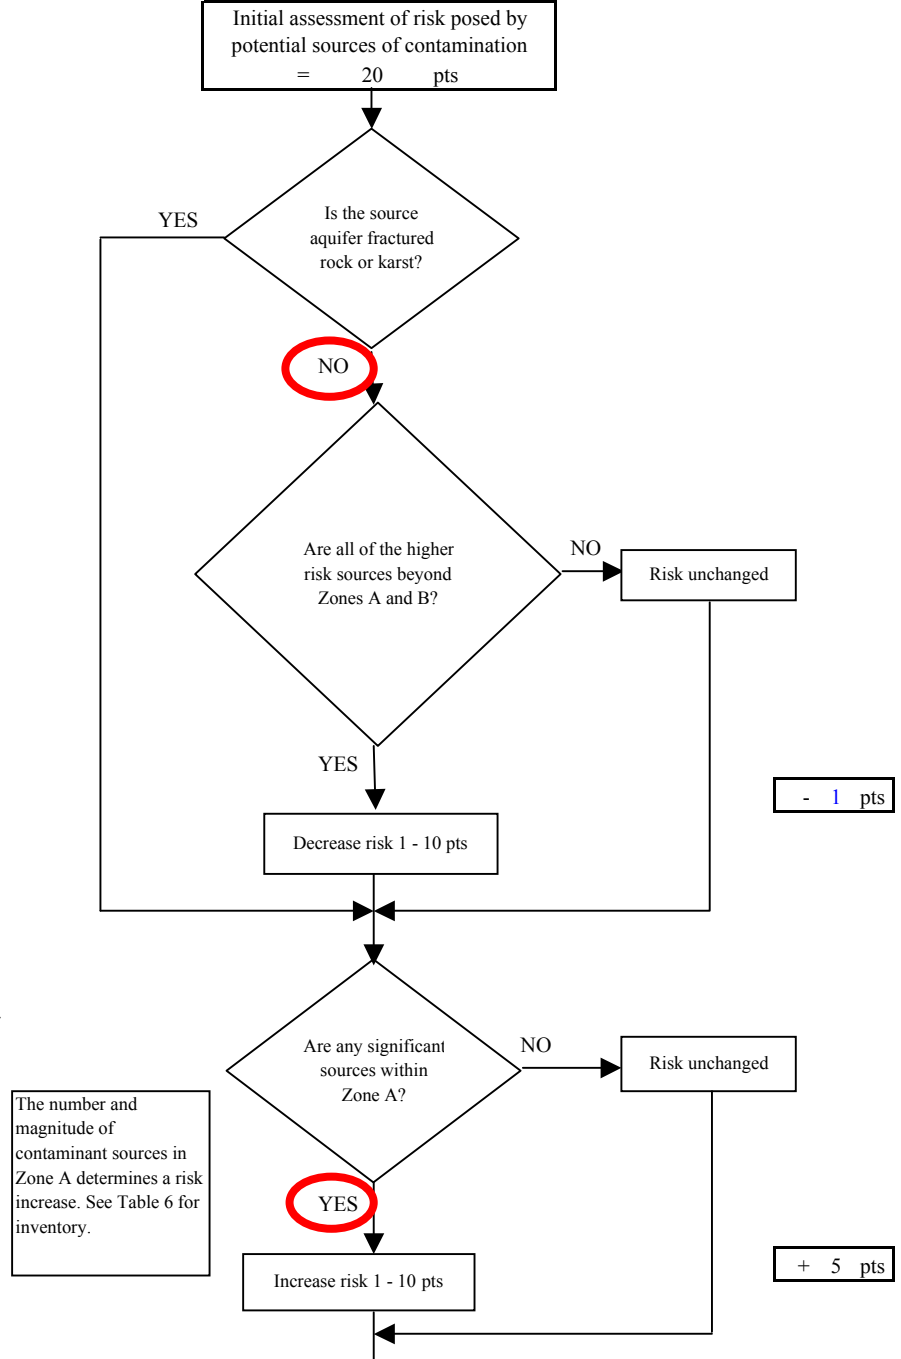 Initial assessment of risk posed by
potential sources of contamination
= 20 pts
YES
Is the source
aquifer fractured
rock or karst?
NO
Are all of the higher
risk sources beyond
Zones A and B?
NO
Risk unchanged
YES
- 1 pts
Decrease risk 1 - 10 pts
Are any significant
sources within
Zone A?
NO
Risk unchanged
The number and
magnitude of
contaminant sources in
Zone A determines a risk
increase. See Table 6 for
inventory.
YES
+ 5 pts
Increase risk 1 - 10 pts